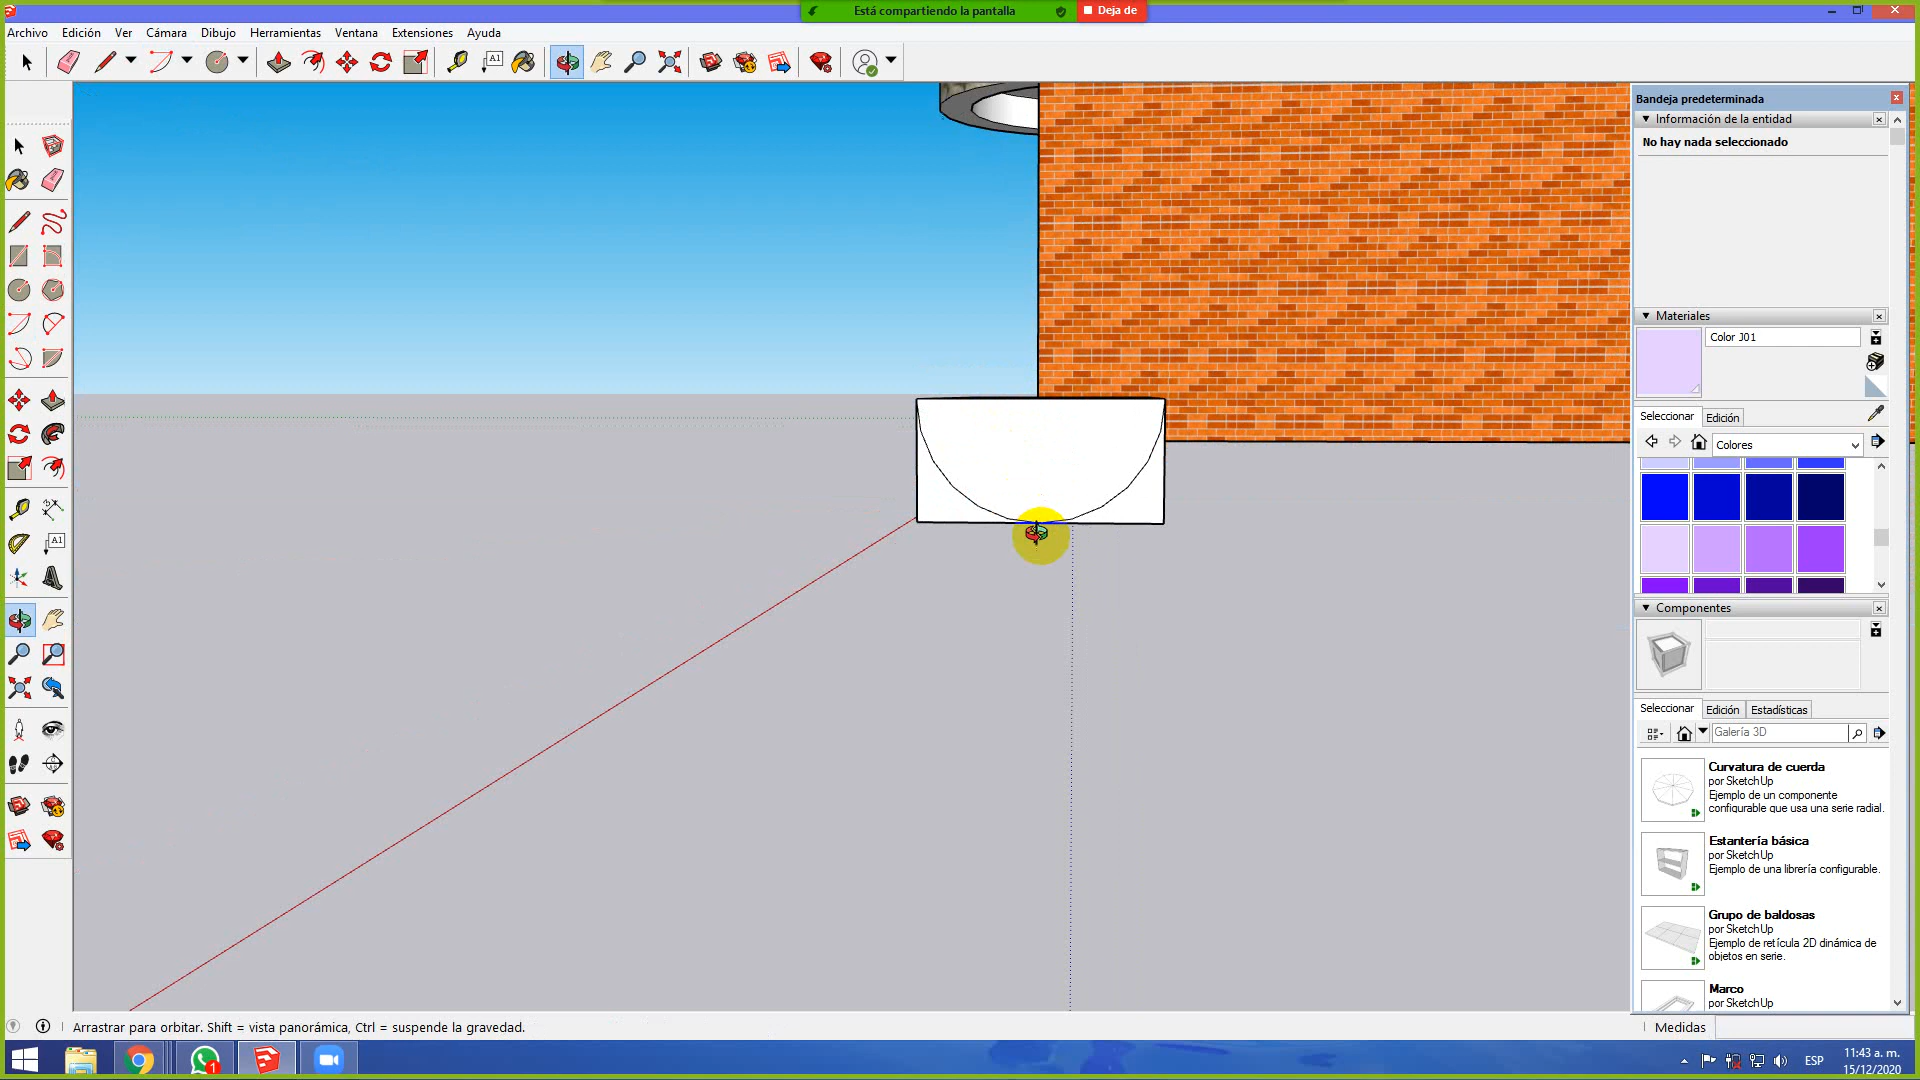 Está compartiendo la pantalla
Deja de
Archivo Edición Ver Cámara Dibujo Herramientas Ventana Extensiones Ayuda
A1
Bandeja predeterminada
Información de la entidad
No hay nada seleccionado
Materiales
Color J01
Seleccionar Edición
Colores
A1
Componentes
Seleccionar Edición Estadísticas
Galería 3D
Curvatura de cuerda
por SketchUp
Ejemplo de un componente
configurable que usa una serie radial.
Estantería básica
por SketchUp
Ejemplo de una librería configurable.
Grupo de baldosas
por SketchUp
Ejemplo de retícula 2D dinámica de
objetos en serie.
Marco
por SketchUp
Arrastrar para orbitar. Shift = vista panorámica, Ctrl = suspende la gravedad.
Medidas
1
ESP
11:43 a. m.
15/12/2020